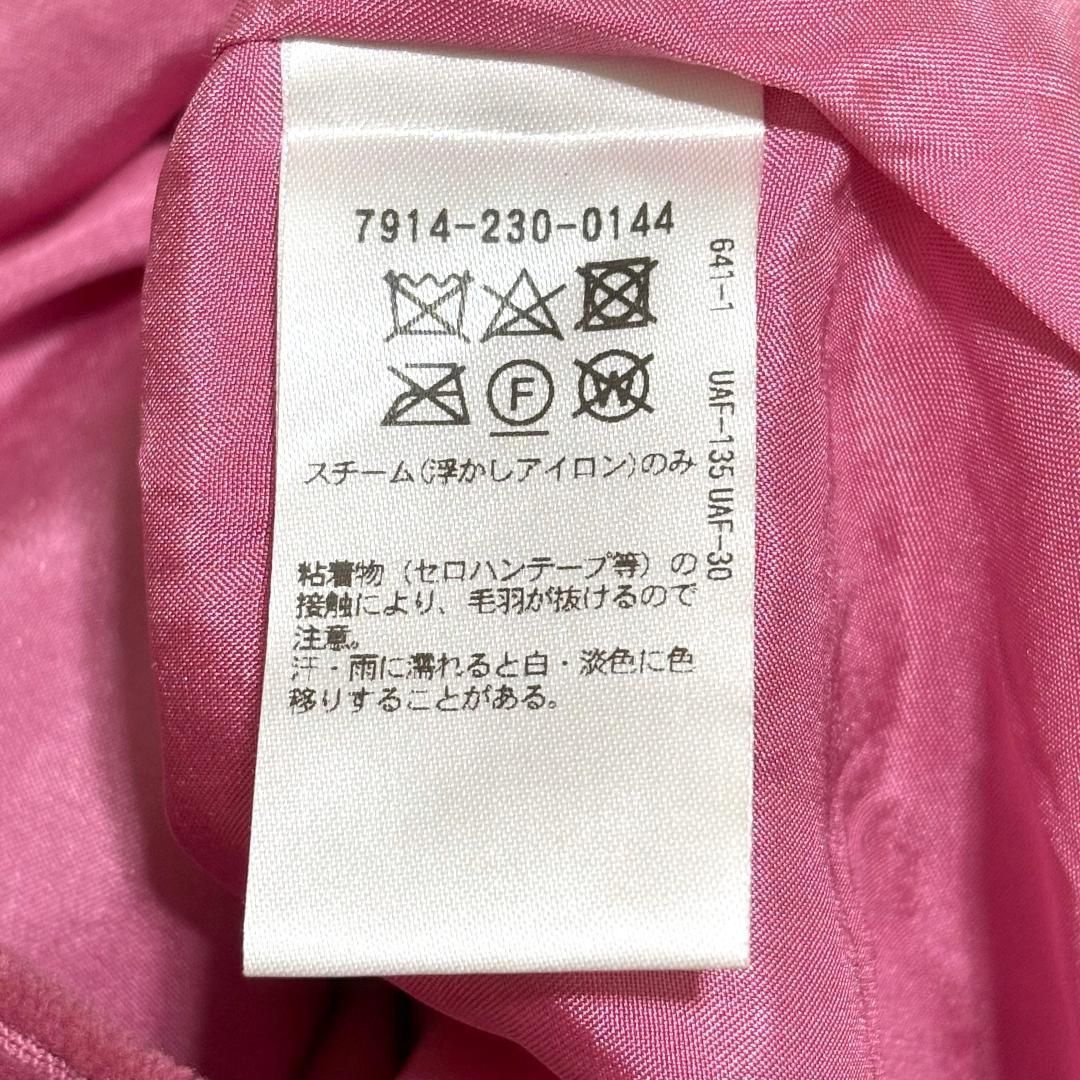 7914-230-0144
F
W
スチーム(浮かしアイロン)のみ
粘着物（セロハンテープ等）の
接触により、毛羽が抜けるので
注意。
汗・雨に濡れると白・淡色に色
移りすることがある。
641-1 UAF-135 UAF-30